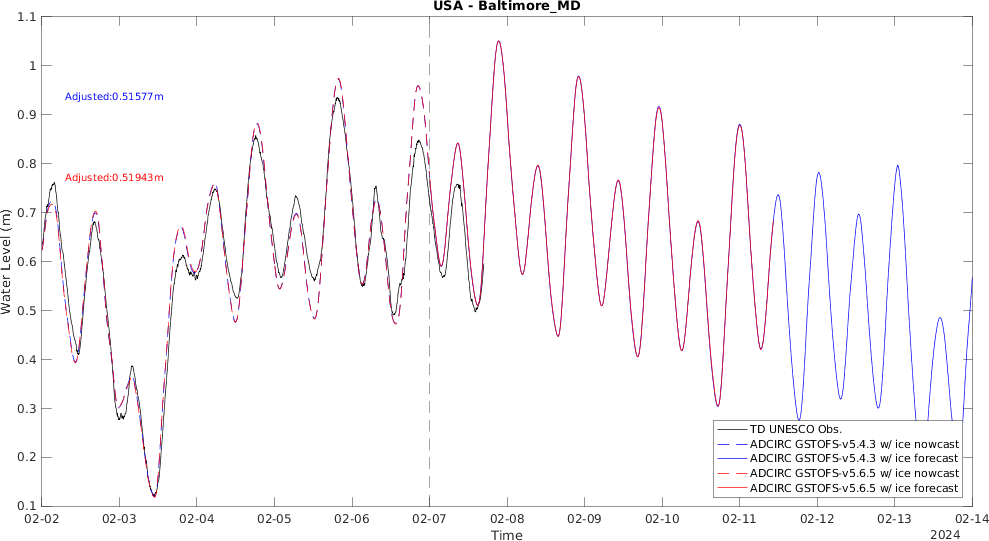 USA - Baltimore_MD
1.1
1
0.9
0.8
0.7
0.6
0.5
0.4
0.3
0.2
0.1
Water Level (m)
Adjusted:0.51577m
Adjusted:0.51943m
TD UNESCO Obs.
ADCIRC GSTOFS-v5.4.3 w/ ice nowcast
ADCIRC GSTOFS-v5.4.3 w/ ice forecast
ADCIRC GSTOFS-v5.6.5 w/ ice nowcast
ADCIRC GSTOFS-v5.6.5 w/ ice forecast
02-02 02-03 02-04 02-05 02-06 02-07 02-08 02-09 02-10 02-11 02-12 02-13 02-14
Time
2024